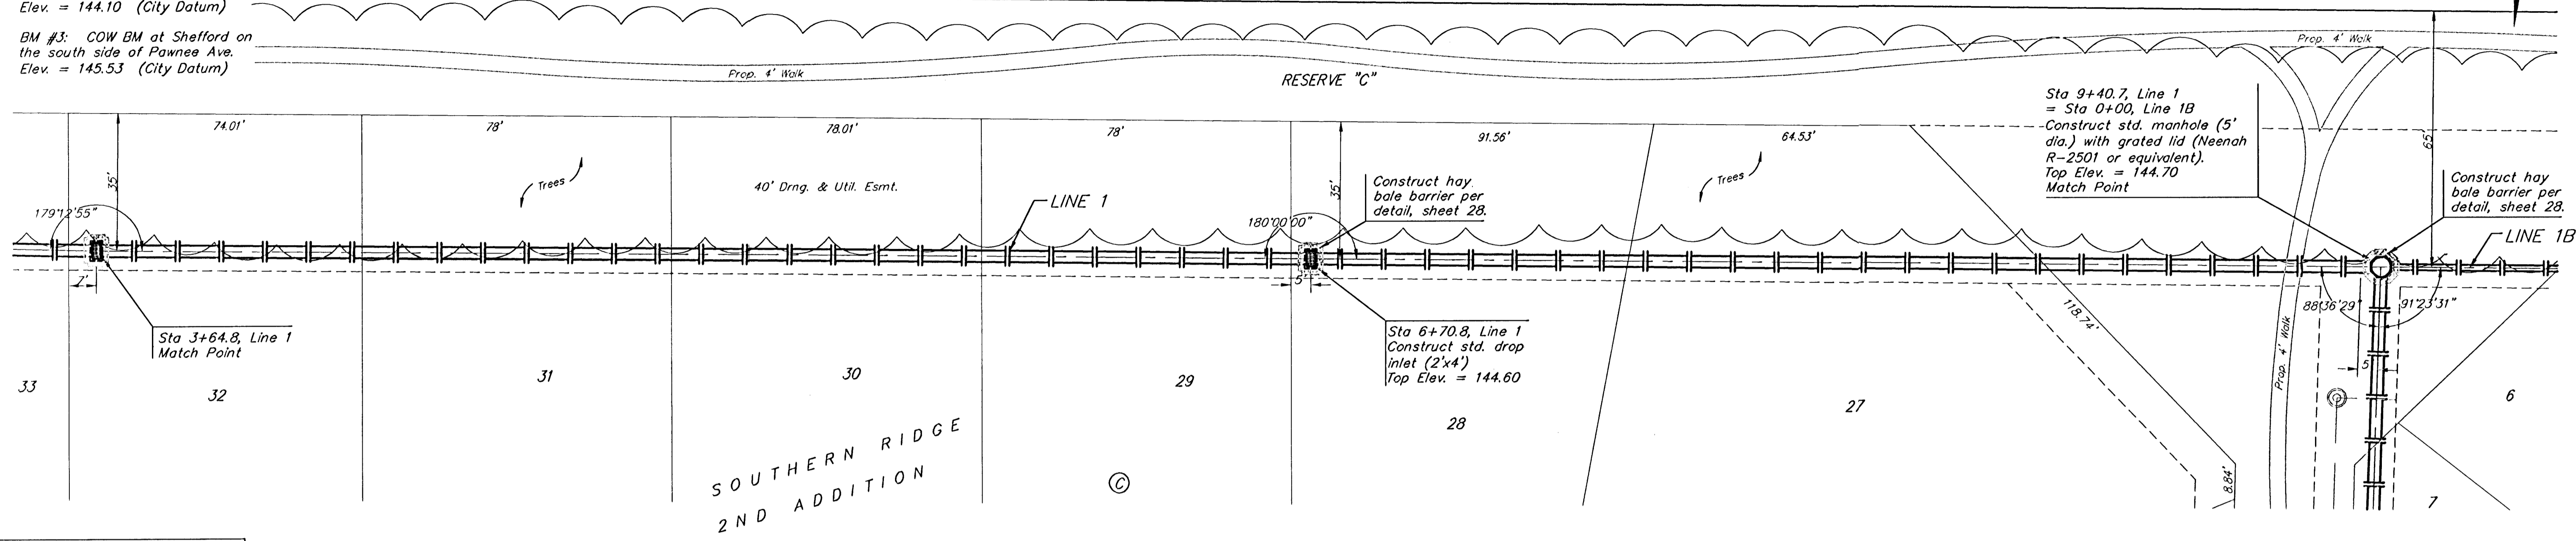 Elev. = 144.10 (City Datum)
BM #3: COW BM at Shefford on
the south side of Pawnee Ave.
Elev. = 145.53 (City Datum)
Prop. 4' Walk
RESERVE "C"
Prop. 4' Walk
74.01'
78'
78.01'
78'
91.56'
64.53'
Sta 9+40.7, Line 1
= Sta 0+00, Line 1B
Construct std. manhole (5'
dia.) with grated lid (Neenah
R-2501 or equivalent).
Top Elev. = 144.70
Match Point
65'
35'
Trees
40' Drng. & Util. Esmt.
35'
Construct hay
bale barrier per
detail, sheet 28.
Trees
Construct hay
bale barrier per
detail, sheet 28.
179°12'55"
LINE 1
180°00'00"
LINE 1B
7'
5'
118.74'
88°36'29"
91°23'31"
Sta 3+64.8, Line 1
Match Point
Sta 6+70.8, Line 1
Construct std. drop
inlet (2'x4')
Top Elev. = 144.60
Prop. 4' Walk
5'
33
32
31
30
29
28
27
6
7
8.84'
SOUTHERN RIDGE
2ND ADDITION
C